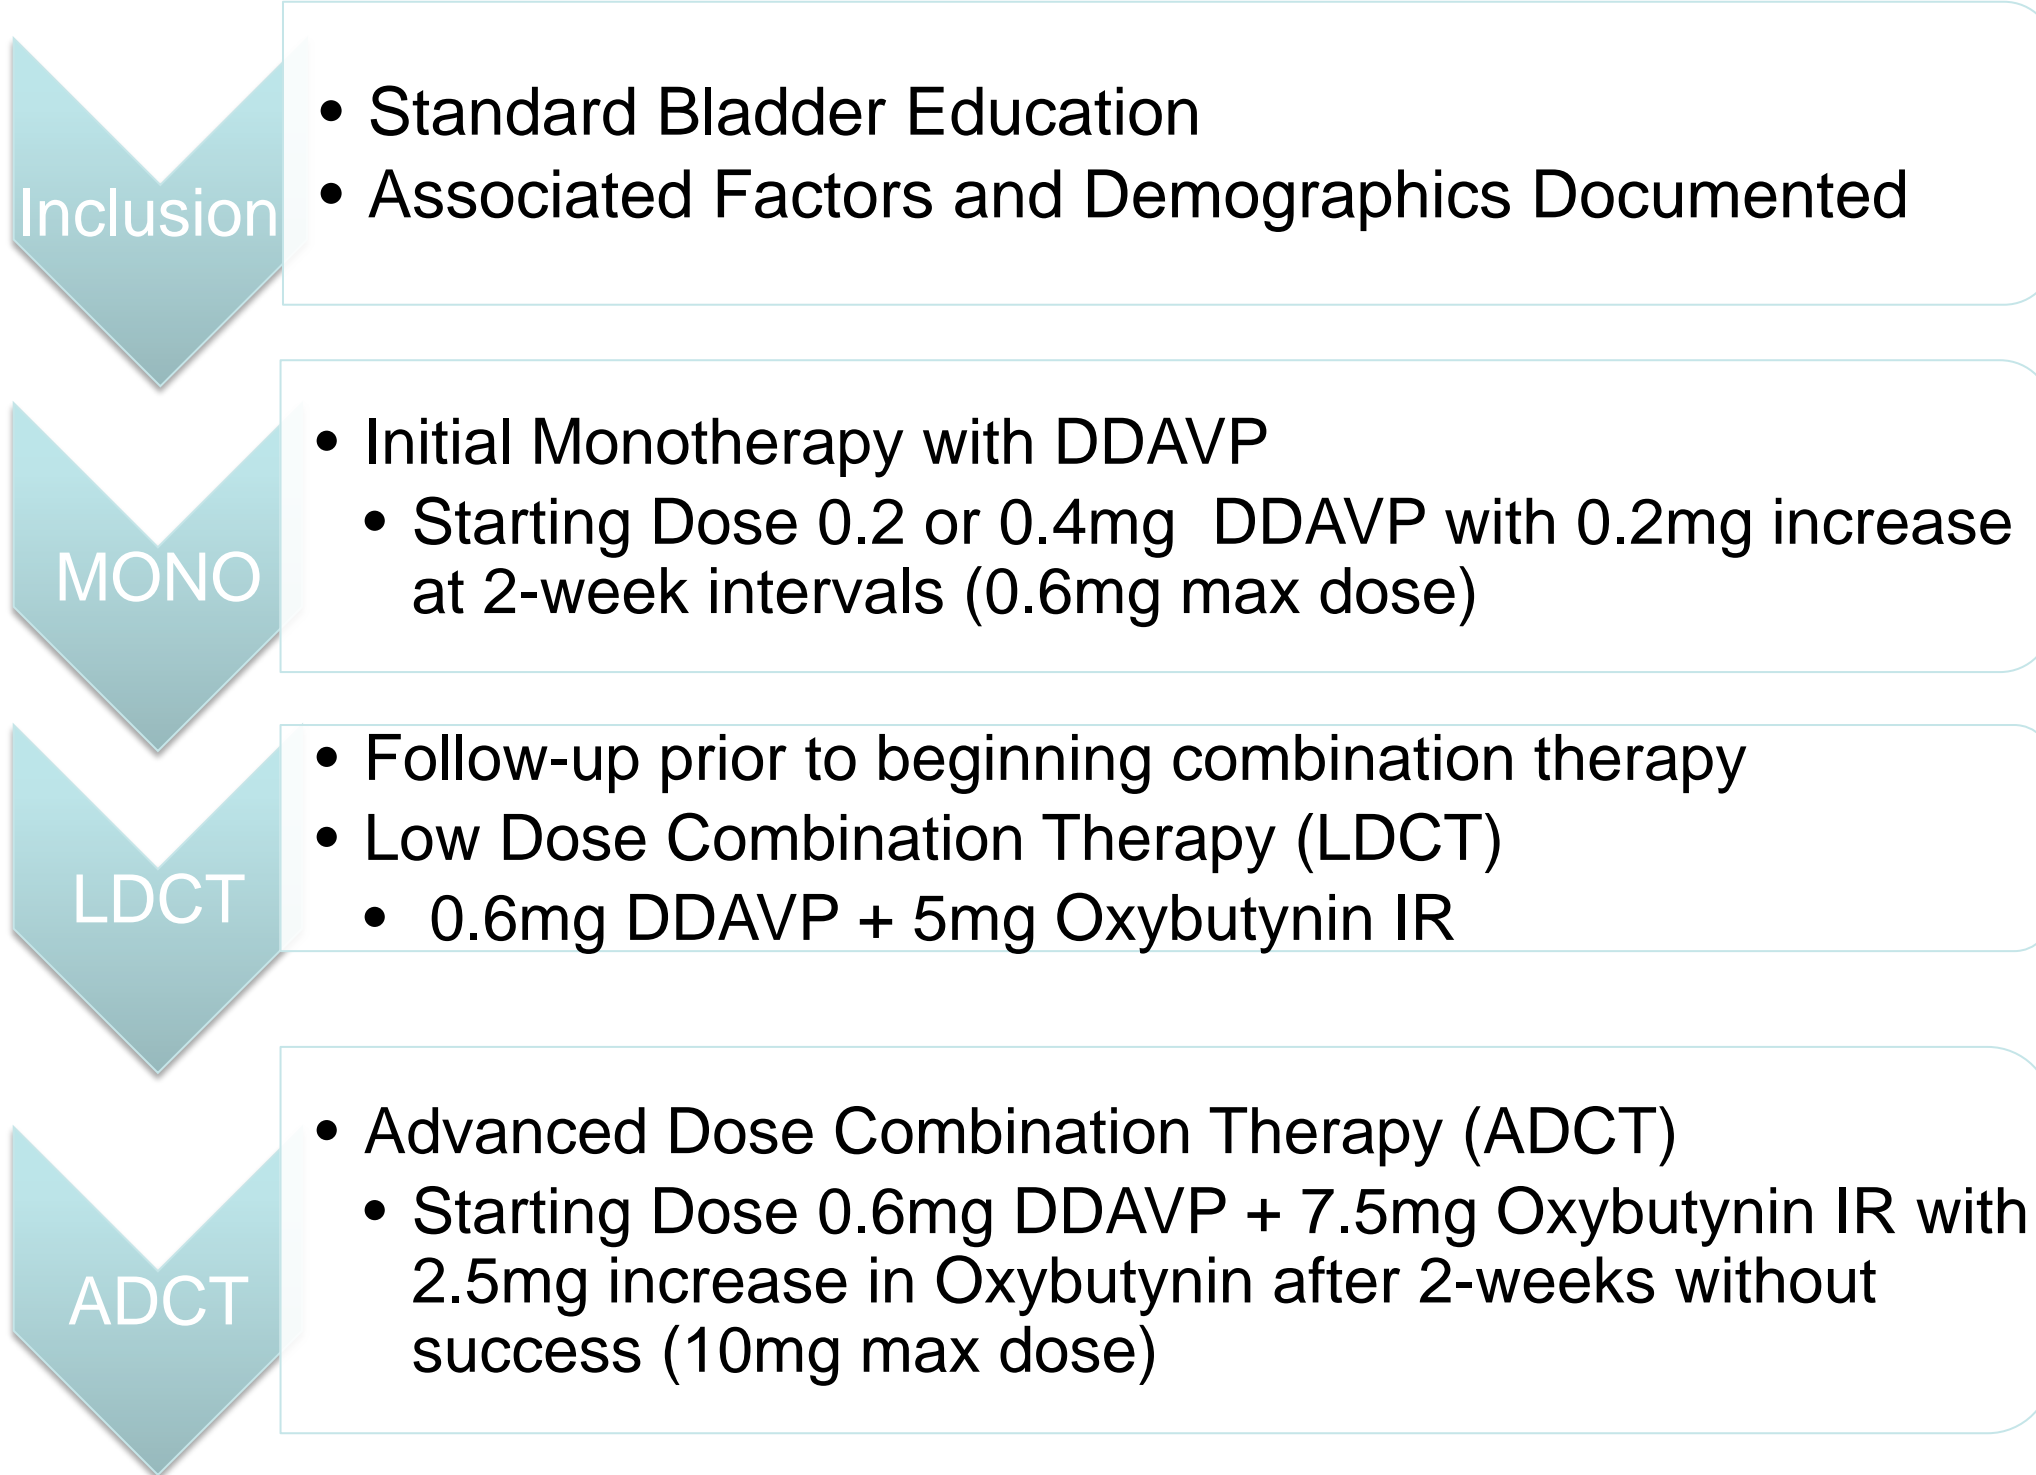 Inclusion
• Standard Bladder Education
• Associated Factors and Demographics Documented
MONO
• Initial Monotherapy with DDAVP
• Starting Dose 0.2 or 0.4mg  DDAVP with 0.2mg increase
at 2-week intervals (0.6mg max dose)
LDCT
• Follow-up prior to beginning combination therapy
• Low Dose Combination Therapy (LDCT)
• 0.6mg DDAVP + 5mg Oxybutynin IR
ADCT
• Advanced Dose Combination Therapy (ADCT)
• Starting Dose 0.6mg DDAVP + 7.5mg Oxybutynin IR with
2.5mg increase in Oxybutynin after 2-weeks without
success (10mg max dose)